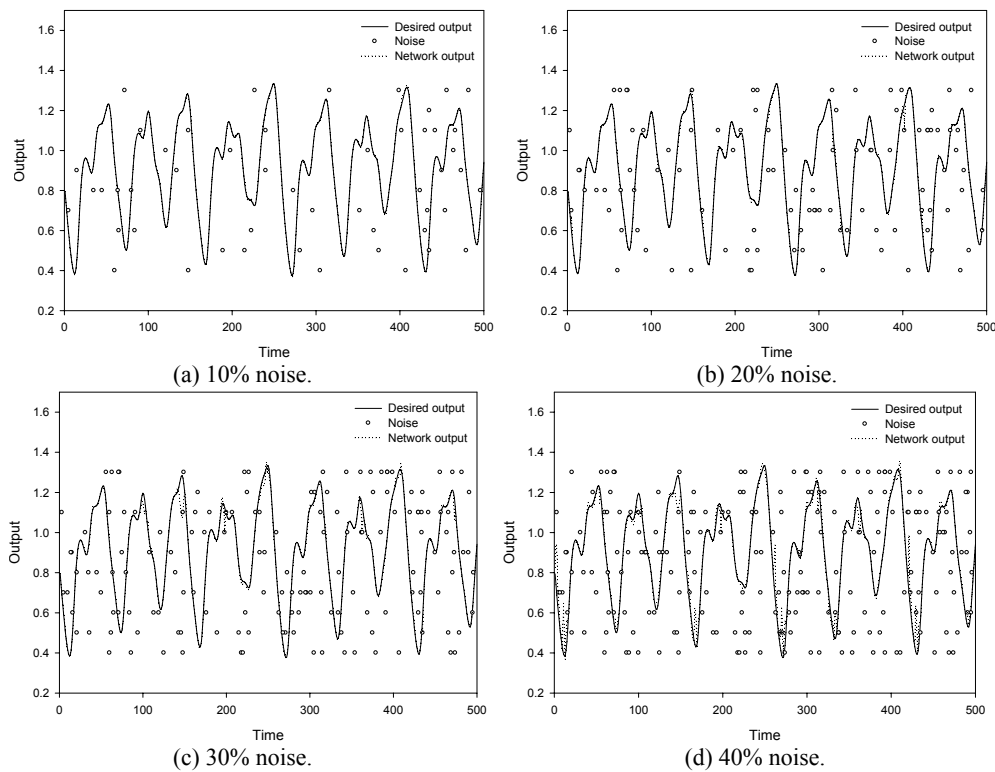 1.6
1.4
1.2
1.0
0.8
0.6
0.4
0.2
Output
Desired output
Noise
Network output
0 100 200 300 400 500
Time
(a) 10% noise.
1.6
1.4
1.2
1.0
0.8
0.6
0.4
0.2
Output
Desired output
Noise
Network output
0 100 200 300 400 500
Time
(b) 20% noise.
1.6
1.4
1.2
1.0
0.8
0.6
0.4
0.2
Output
Desired output
Noise
Network output
0 100 200 300 400 500
Time
(c) 30% noise.
1.6
1.4
1.2
1.0
0.8
0.6
0.4
0.2
Output
Desired output
Noise
Network output
0 100 200 300 400 500
Time
(d) 40% noise.